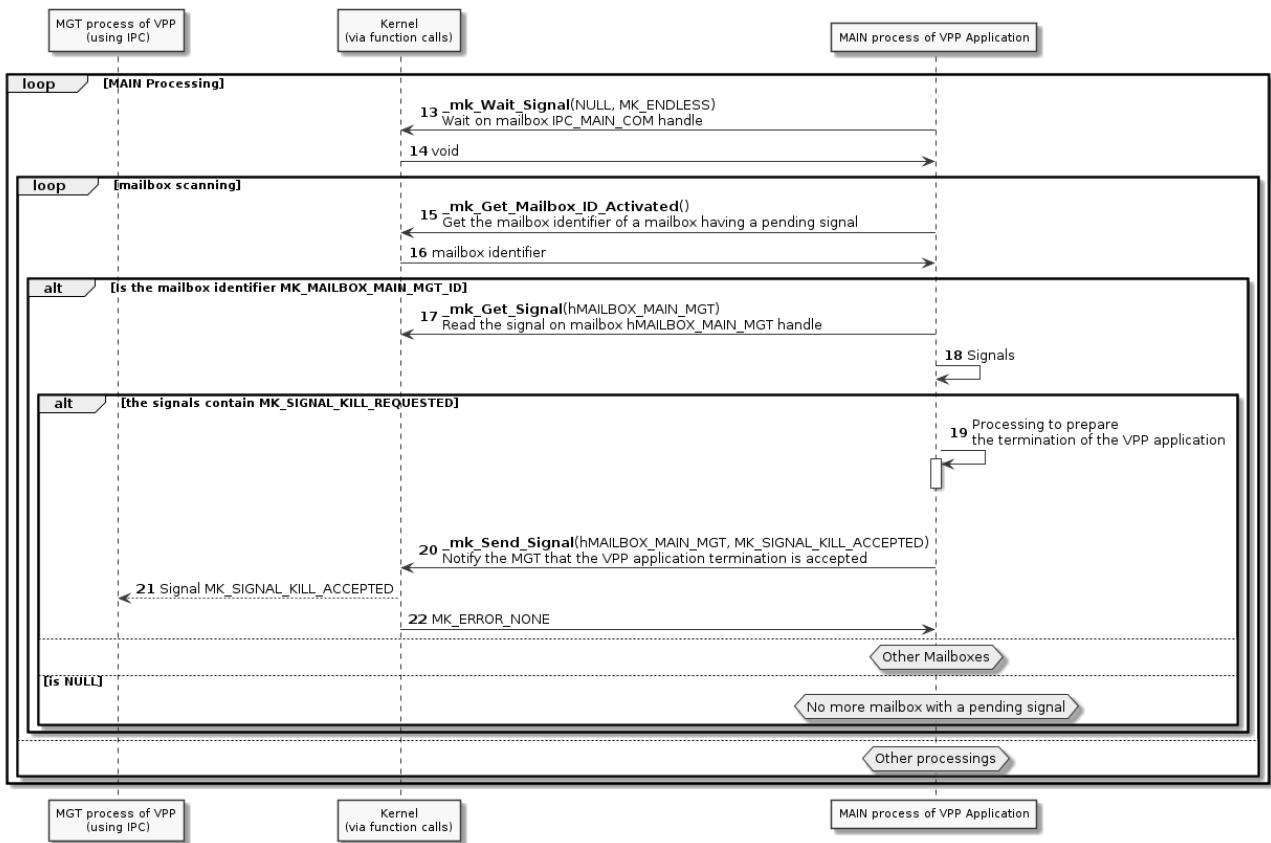 MGT process of VPP
(using IPC)
Kernel
(via function calls)
MAIN process of VPP Application
loop [MAIN Processing]
13 _mk_Wait_Signal(NULL, MK_ENDLESS)
Wait on mailbox IPC_MAIN_COM handle
14 void
loop [mailbox scanning]
15 _mk_Get_Mailbox_ID_Activated()
Get the mailbox identifier of a mailbox having a pending signal
16 mailbox identifier
alt [Is the mailbox identifier MK_MAILBOX_MAIN_MGT_ID]
17 _mk_Get_Signal(hMAILBOX_MAIN_MGT)
Read the signal on mailbox hMAILBOX_MAIN_MGT handle
18 Signals
alt [the signals contain MK_SIGNAL_KILL_REQUESTED]
19 Processing to prepare
the termination of the VPP application
20 _mk_Send_Signal(hMAILBOX_MAIN_MGT, MK_SIGNAL_KILL_ACCEPTED)
Notify the MGT that the VPP application termination is accepted
21 Signal MK_SIGNAL_KILL_ACCEPTED
22 MK_ERROR_NONE
Other Mailboxes
[is NULL]
No more mailbox with a pending signal
Other processings
MGT process of VPP
(using IPC)
Kernel
(via function calls)
MAIN process of VPP Application